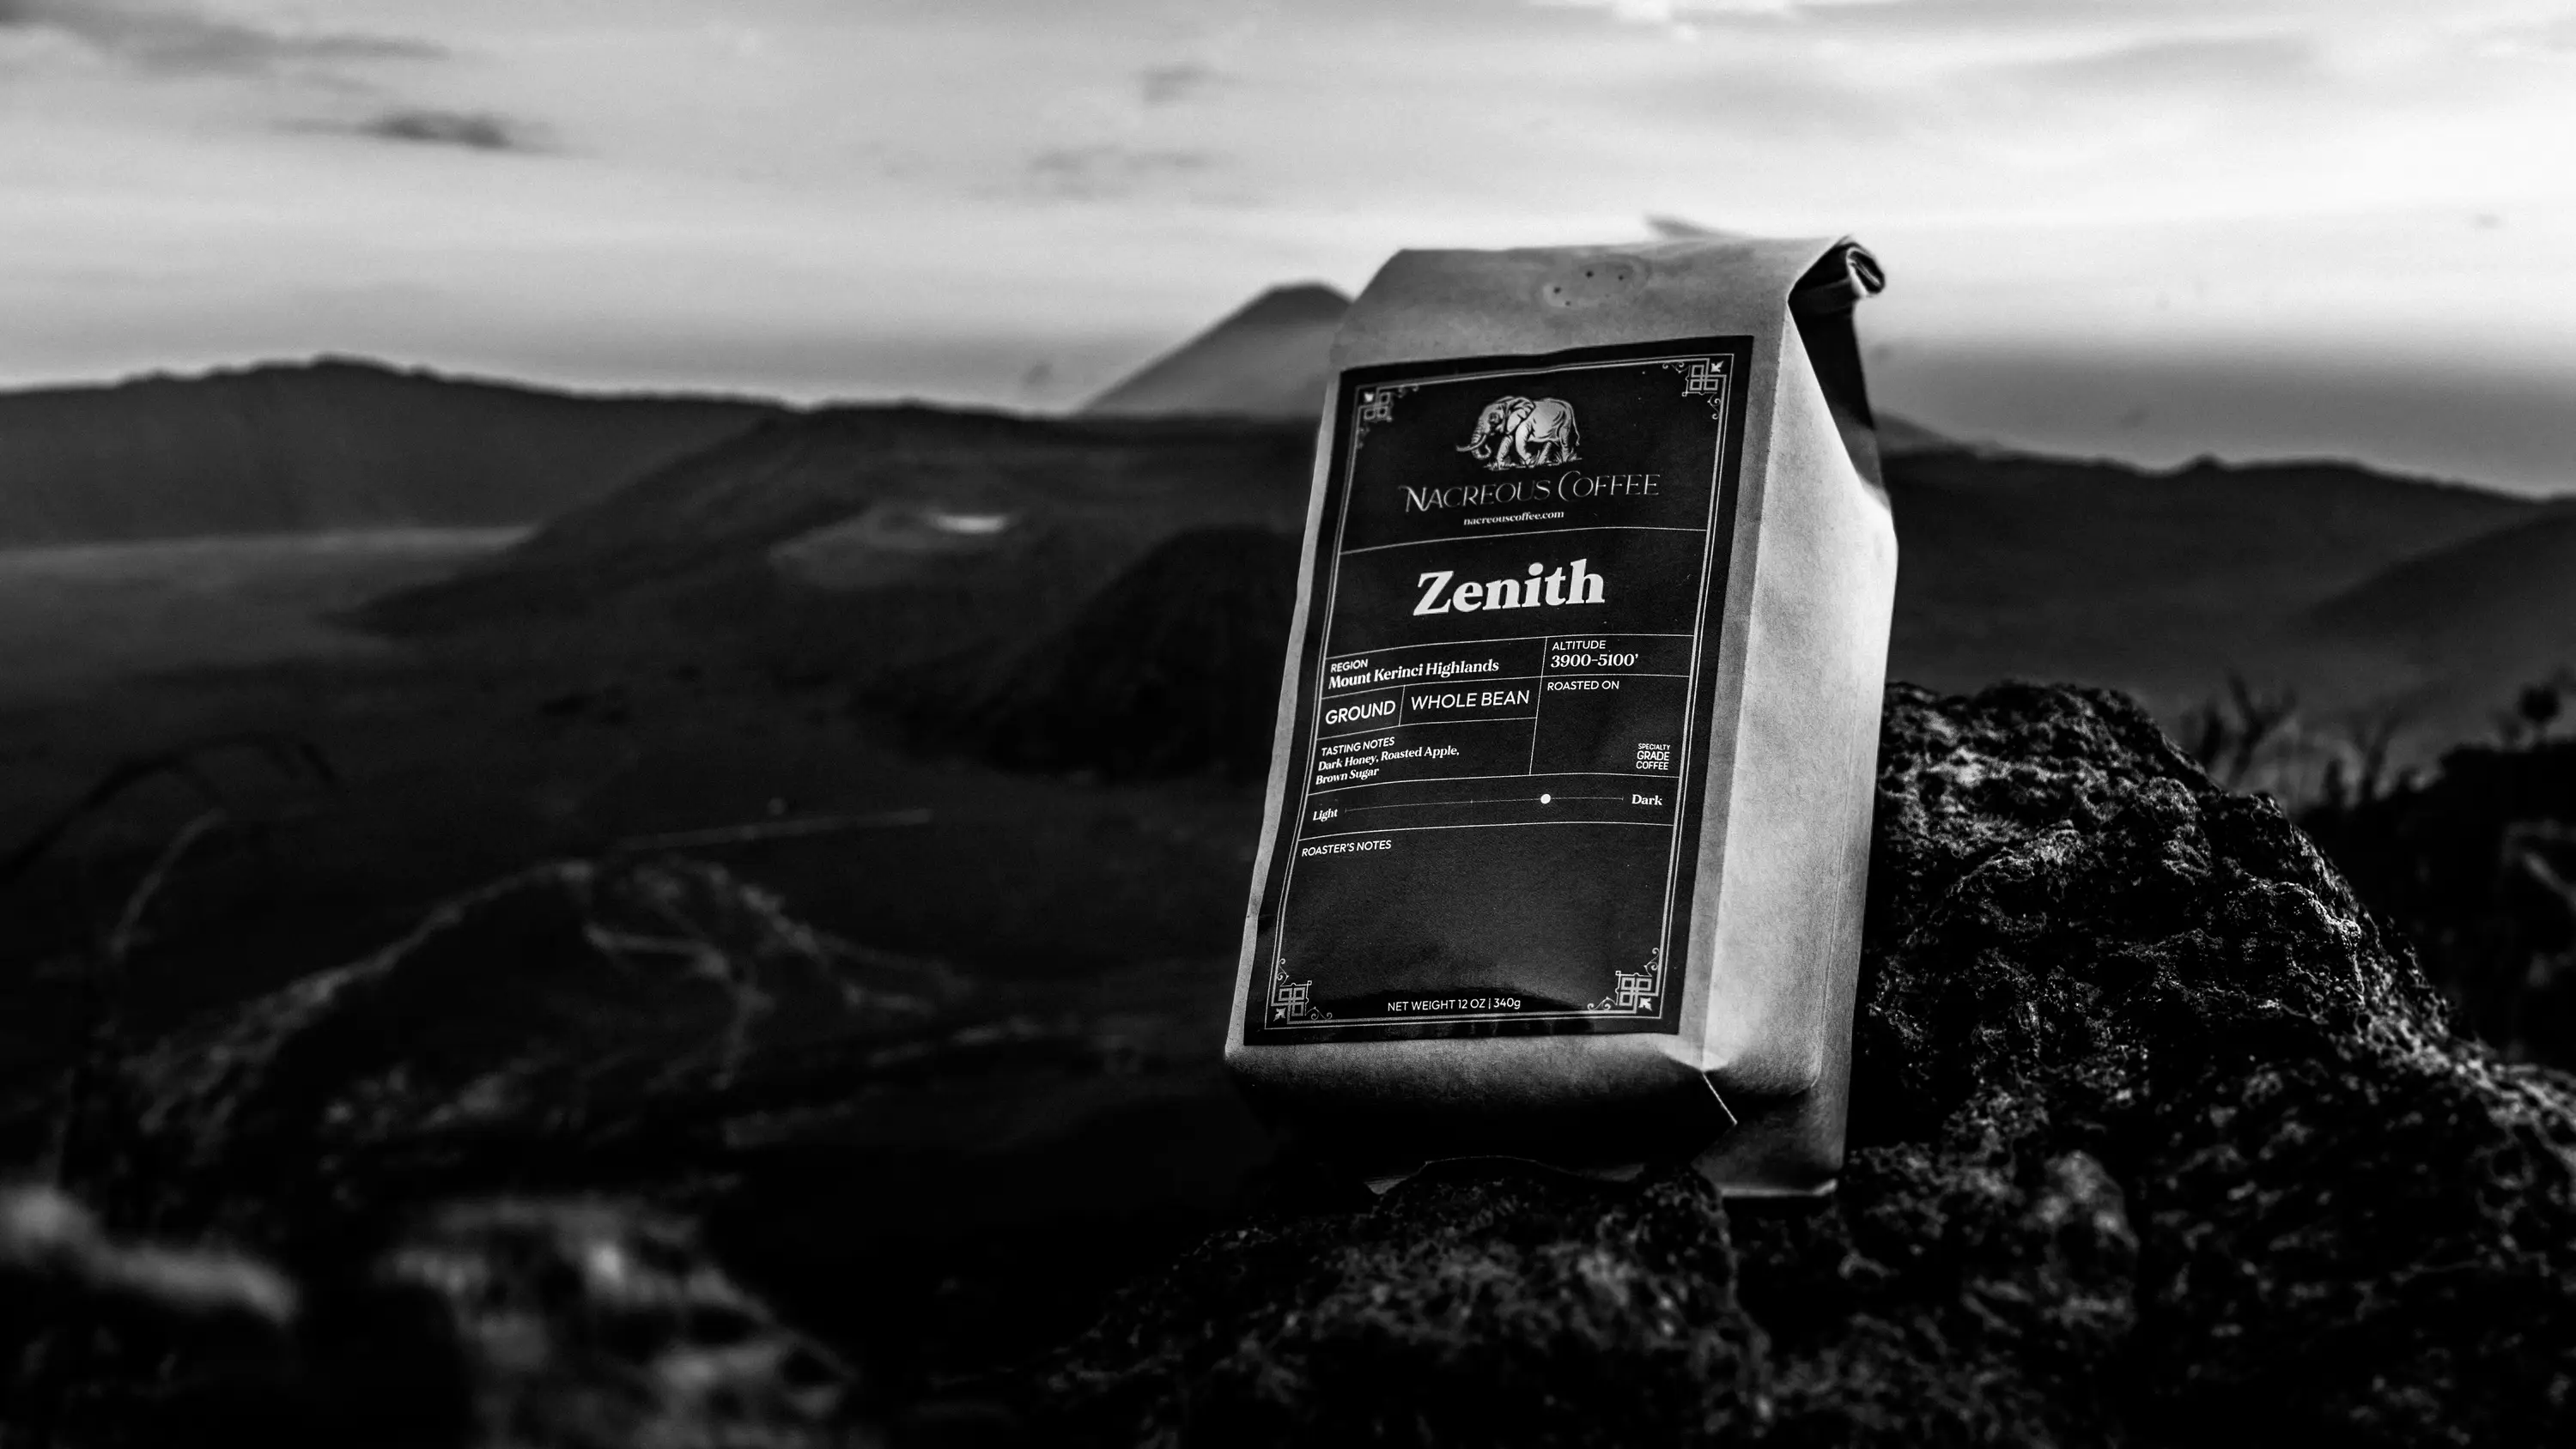 NACREOUS COFFEE
nacreouscoffee.com
Zenith
REGION
Mount Kerinci Highlands
ALTITUDE
3900-5100'
GROUND
WHOLE BEAN
ROASTED ON
TASTING NOTES
Dark Honey, Roasted Apple,
Brown Sugar
SPECIALTY
GRADE
COFFEE
Light
Dark
ROASTER'S NOTES
NET WEIGHT 12 OZ | 340g